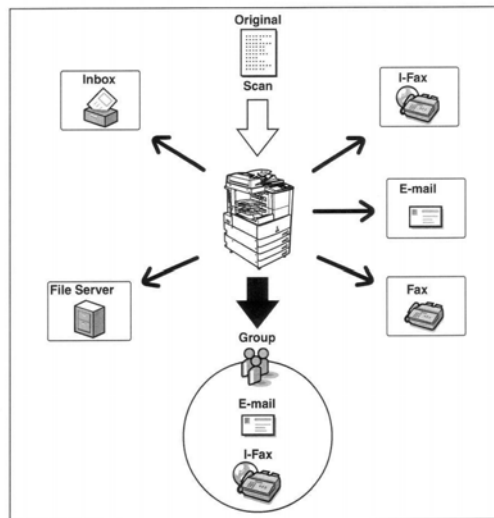 Original
Scan
Inbox
I-Fax
E-mail
File Server
Fax
Group
E-mail
I-Fax